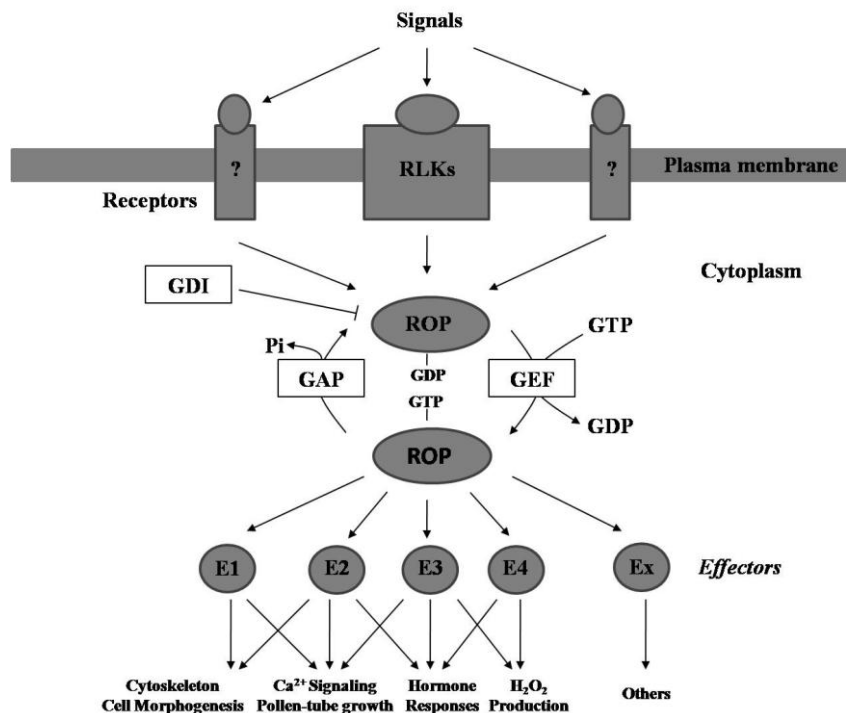 Signals
?
RLKs
?
Plasma membrane
Receptors
Cytoplasm
GDI
ROP
GTP
Pi
GAP
GDP
GEF
GTP
GDP
ROP
E1
E2
E3
E4
Ex
Effectors
Cytoskeleton
Cell Morphogenesis
Ca²⁺ Signaling
Pollen-tube growth
Hormone
Responses
H₂O₂
Production
Others